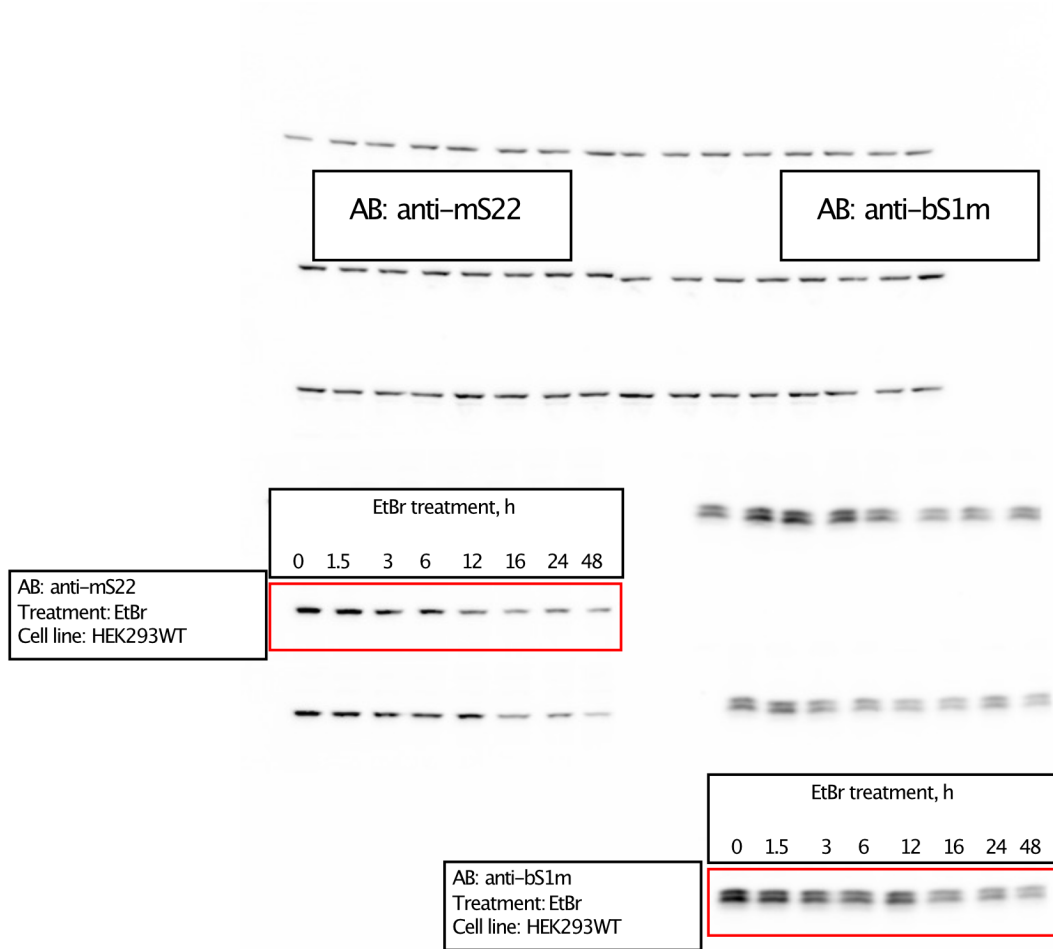 AB: anti–mS22
AB: anti–bS1m
EtBr treatment, h
0 1.5 3 6 12 16 24 48
AB: anti–mS22
Treatment: EtBr
Cell line: HEK293WT
EtBr treatment, h
0 1.5 3 6 12 16 24 48
AB: anti–bS1m
Treatment: EtBr
Cell line: HEK293WT